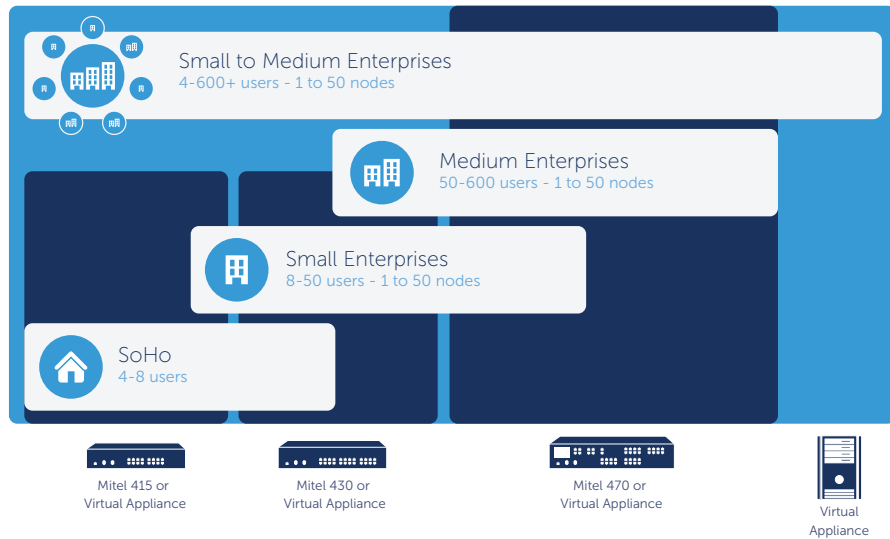 Small to Medium Enterprises
4-600+ users - 1 to 50 nodes
Medium Enterprises
50-600 users - 1 to 50 nodes
Small Enterprises
8-50 users - 1 to 50 nodes
SoHo
4-8 users
Mitel 415 or
Virtual Appliance
Mitel 430 or
Virtual Appliance
Mitel 470 or
Virtual Appliance
Virtual
Appliance